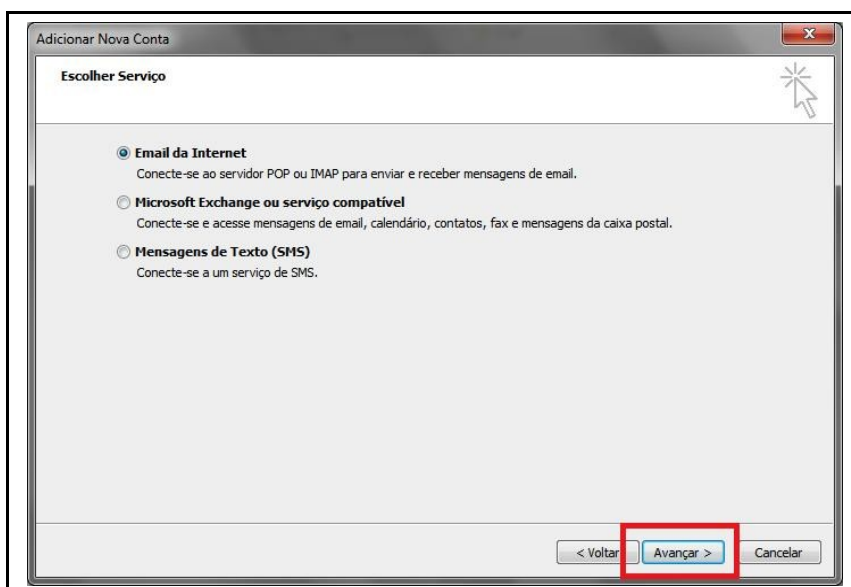 Adicionar Nova Conta
Escolher Serviço
Email da Internet
Conecte-se ao servidor POP ou IMAP para enviar e receber mensagens de email.
Microsoft Exchange ou serviço compatível
Conecte-se e acesse mensagens de email, calendário, contatos, fax e mensagens da caixa postal.
Mensagens de Texto (SMS)
Conecte-se a um serviço de SMS.
< Voltar Avançar > Cancelar